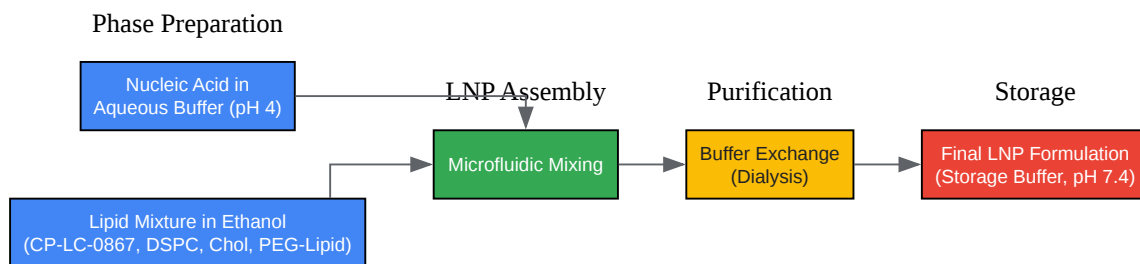 Phase Preparation
Nucleic Acid in
Aqueous Buffer (pH 4)
Lipid Mixture in Ethanol
(CP-LC-0867, DSPC, Chol, PEG-Lipid)
LNP Assembly
Microfluidic Mixing
Purification
Buffer Exchange
(Dialysis)
Storage
Final LNP Formulation
(Storage Buffer, pH 7.4)